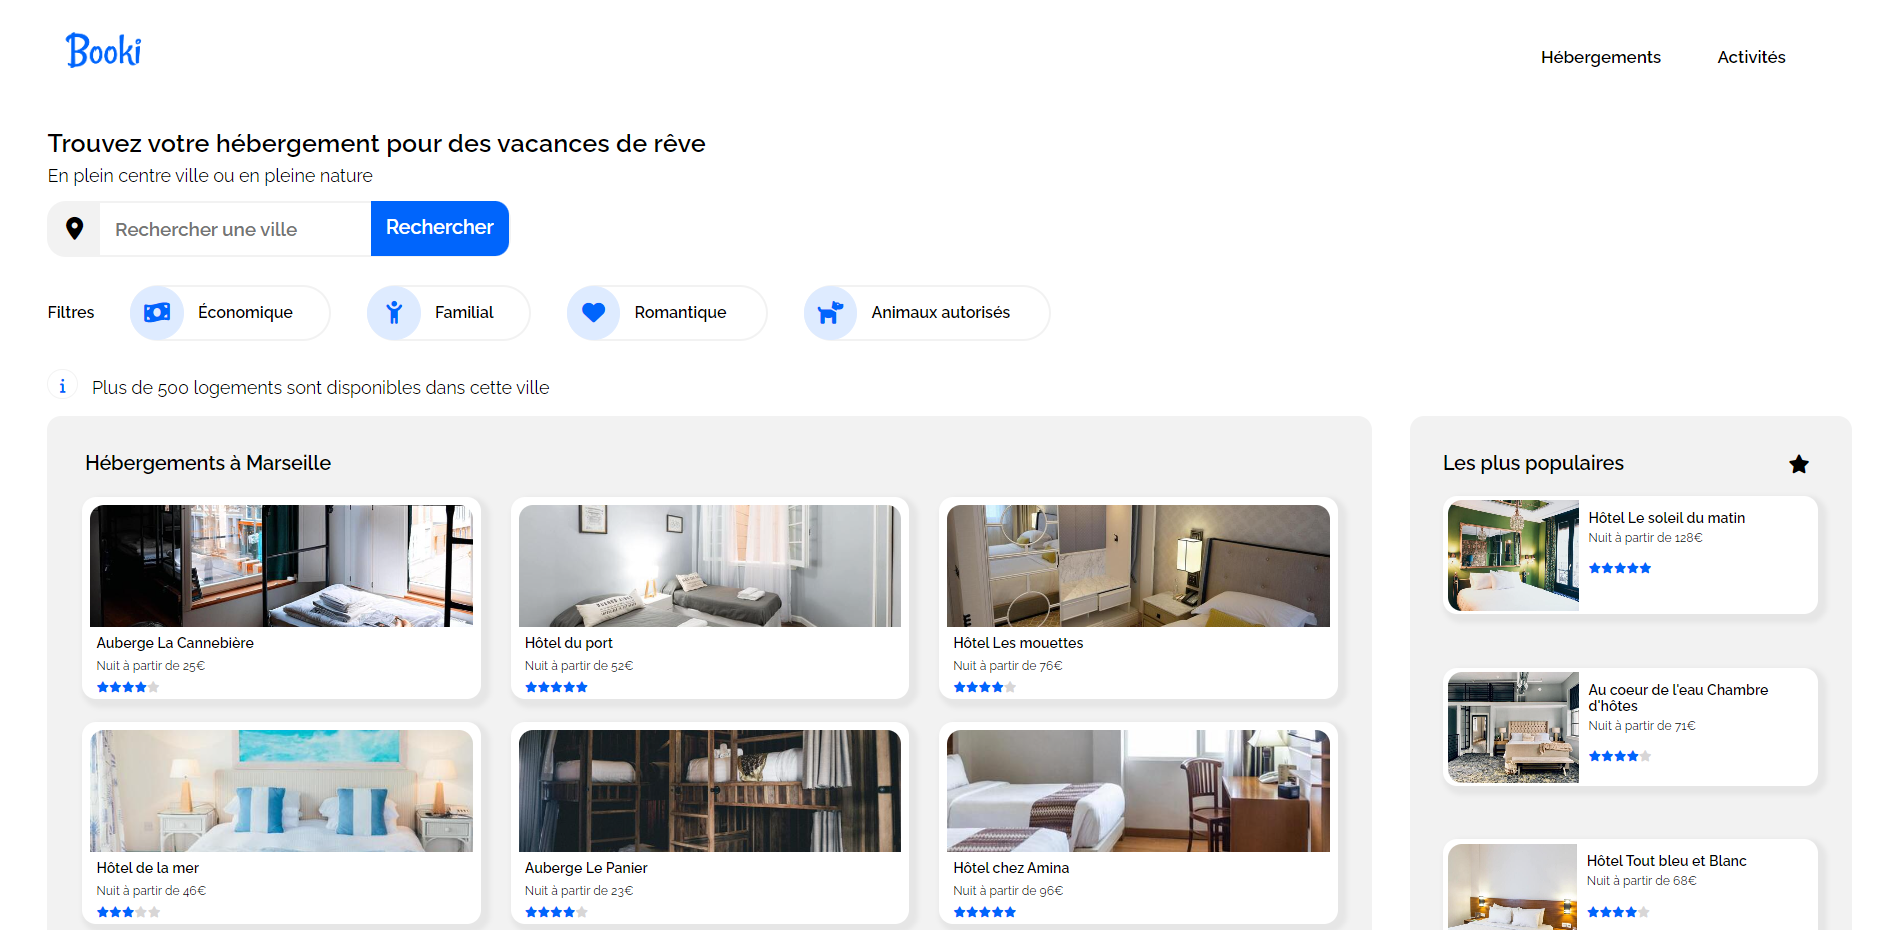 Booki
Hébergements
Activités
Trouvez votre hébergement pour des vacances de rêve
En plein centre ville ou en pleine nature
Rechercher une ville
Rechercher
Filtres
Économique
Familial
Romantique
Animaux autorisés
i
Plus de 500 logements sont disponibles dans cette ville
Hébergements à Marseille
Auberge La Cannebière
Nuit à partir de 25€
Hôtel du port
Nuit à partir de 52€
Hôtel Les mouettes
Nuit à partir de 76€
Hôtel de la mer
Nuit à partir de 46€
Auberge Le Panier
Nuit à partir de 23€
Hôtel chez Amina
Nuit à partir de 96€
Les plus populaires
Hôtel Le soleil du matin
Nuit à partir de 128€
Au coeur de l'eau Chambre
d'hôtes
Nuit à partir de 71€
Hôtel Tout bleu et Blanc
Nuit à partir de 68€